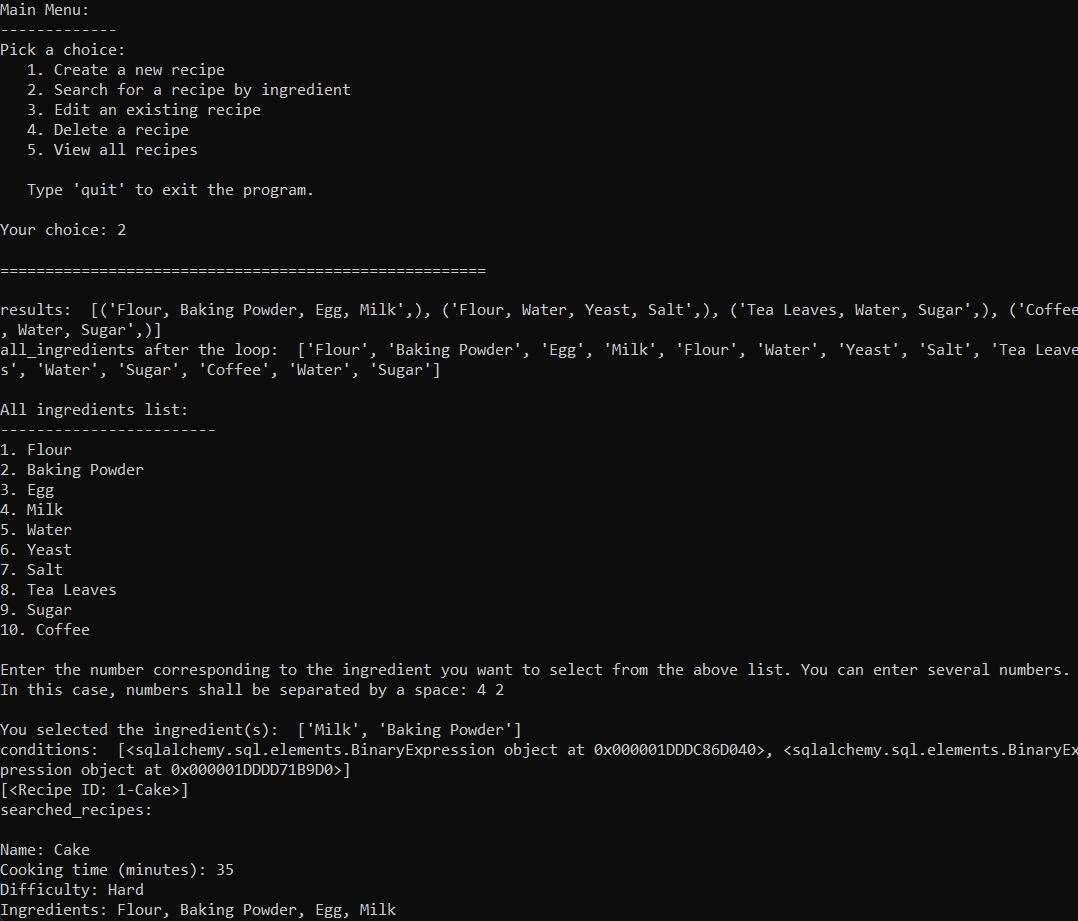 Main Menu:
-------------
Pick a choice:
   1. Create a new recipe
   2. Search for a recipe by ingredient
   3. Edit an existing recipe
   4. Delete a recipe
   5. View all recipes
   Type 'quit' to exit the program.
Your choice: 2
======================================================
results:  [('Flour, Baking Powder, Egg, Milk',), ('Flour, Water, Yeast, Salt',), ('Tea Leaves, Water, Sugar',), ('Coffee
, Water, Sugar',)]
all_ingredients after the loop:  ['Flour', 'Baking Powder', 'Egg', 'Milk', 'Flour', 'Water', 'Yeast', 'Salt', 'Tea Leave
s', 'Water', 'Sugar', 'Coffee', 'Water', 'Sugar']
All ingredients list:
------------------------
1. Flour
2. Baking Powder
3. Egg
4. Milk
5. Water
6. Yeast
7. Salt
8. Tea Leaves
9. Sugar
10. Coffee
Enter the number corresponding to the ingredient you want to select from the above list. You can enter several numbers.
In this case, numbers shall be separated by a space: 4 2
You selected the ingredient(s):  ['Milk', 'Baking Powder']
conditions:  [<sqlalchemy.sql.elements.BinaryExpression object at 0x000001DDDC86D040>, <sqlalchemy.sql.elements.BinaryEx
pression object at 0x000001DDDD71B9D0>]
[<Recipe ID: 1-Cake>]
searched_recipes:
Name: Cake
Cooking time (minutes): 35
Difficulty: Hard
Ingredients: Flour, Baking Powder, Egg, Milk